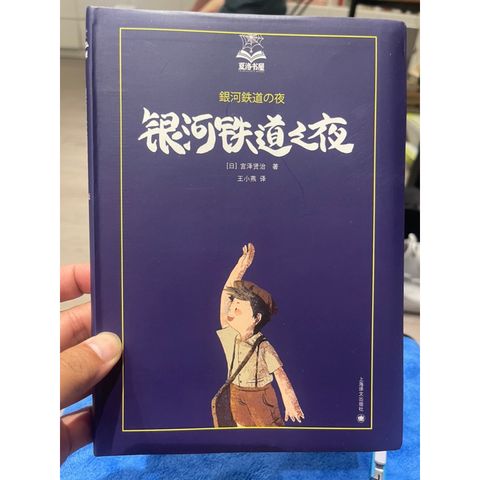 夏洛书屋
銀河鉄道の夜
银河铁道之夜
[日] 宫泽贤治 著
王小燕 译
上海译文出版社